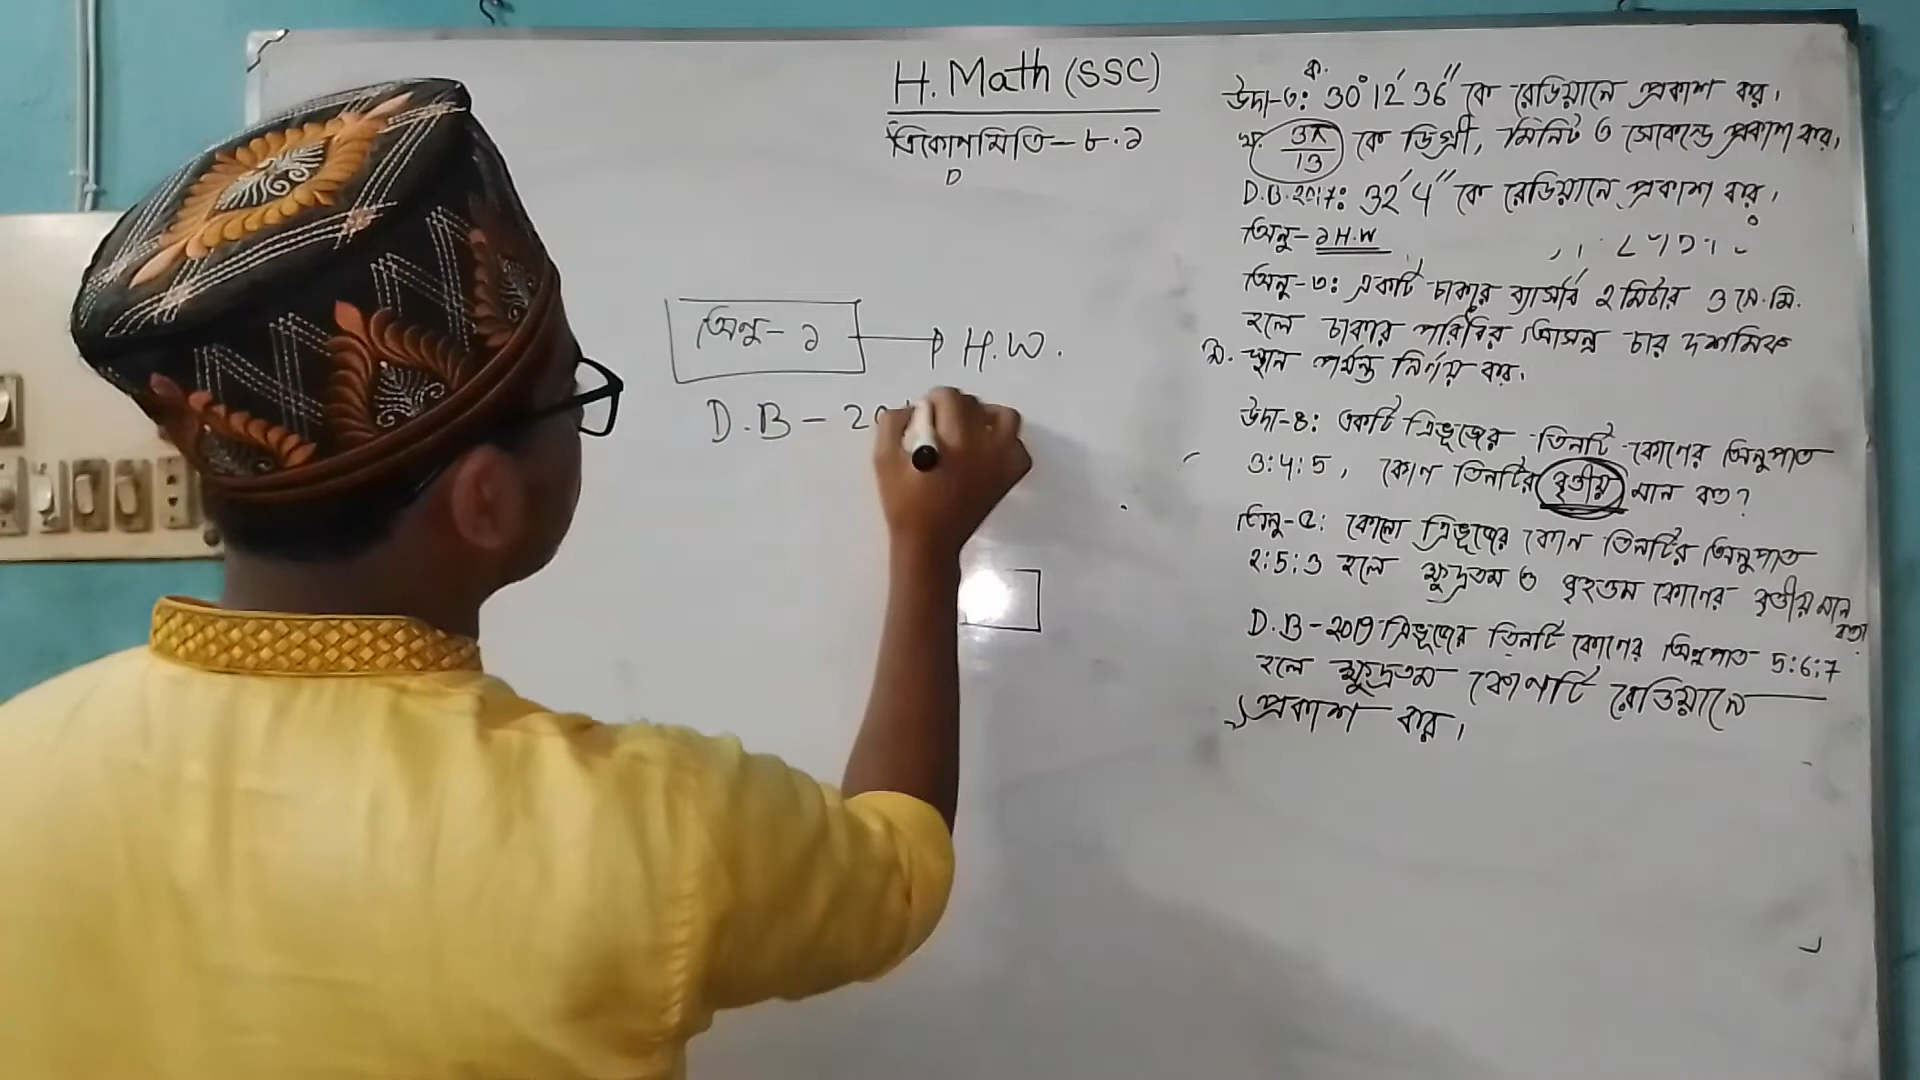 H.Math (SSC)
ত্রিকোণমিতি - ৮.১
D
অনু - ১ → H.W.
D.B - 20
ক.
উদা-৩: 30° 12′ 36″ কে রেডিয়ানে প্রকাশ কর।
খ. 3π/13 কে ডিগ্রী, মিনিট ও সেকেন্ডে প্রকাশ কর।
D.B.2017: 32′ 4″ কে রেডিয়ানে প্রকাশ কর।
অনু - ১ H.W
অনু - ৩: একটি চাকার ব্যাসার্ধ ২ মিটার 3 সে.মি.
হলে চাকার পরিধির আসন্ন চার দশমিক
স্থান পর্যন্ত নির্ণয় কর।
উদা-৪: একটি ত্রিভূজের তিনটি কোণের অনুপাত
3:4:5, কোণ তিনটির বৃত্তীয় মান কত?
অনু-৫: কোনো ত্রিভূজের কোন তিনটির অনুপাত
2:5:3 হলে ক্ষুদ্রতম ও বৃহত্তম কোণের বৃত্তীয় মান
কত?
D.B - 2019 ত্রিভূজের তিনটি কোণের অনুপাত 5:6:7
হলে ক্ষুদ্রতম কোণটি রেডিয়ানে
প্রকাশ কর।